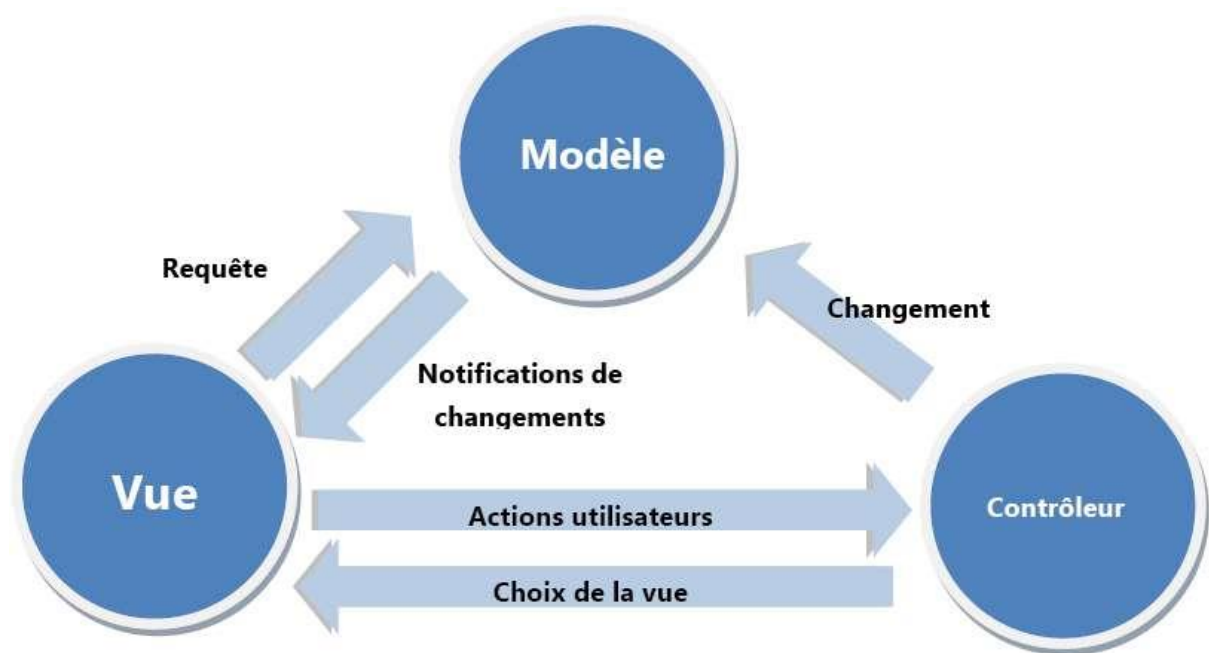 Modèle
Requête
Changement
Notifications de
changements
Vue
Actions utilisateurs
Contrôleur
Choix de la vue